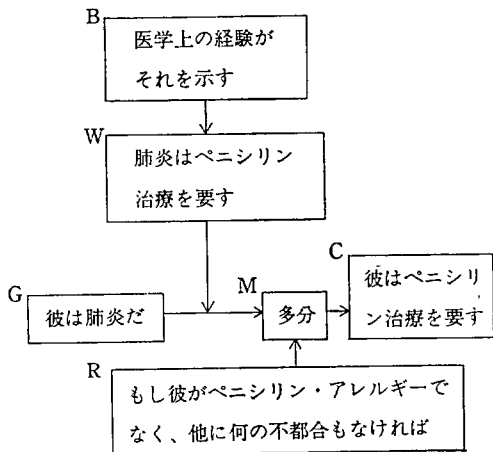 B
医学上の経験が
それを示す
W
肺炎はペニシリン
治療を要す
C
彼はペニシリ
ン治療を要す
G
彼は肺炎だ
M
多分
R
もし彼がペニシリン・アレルギーで
なく、他に何の不都合もなければ